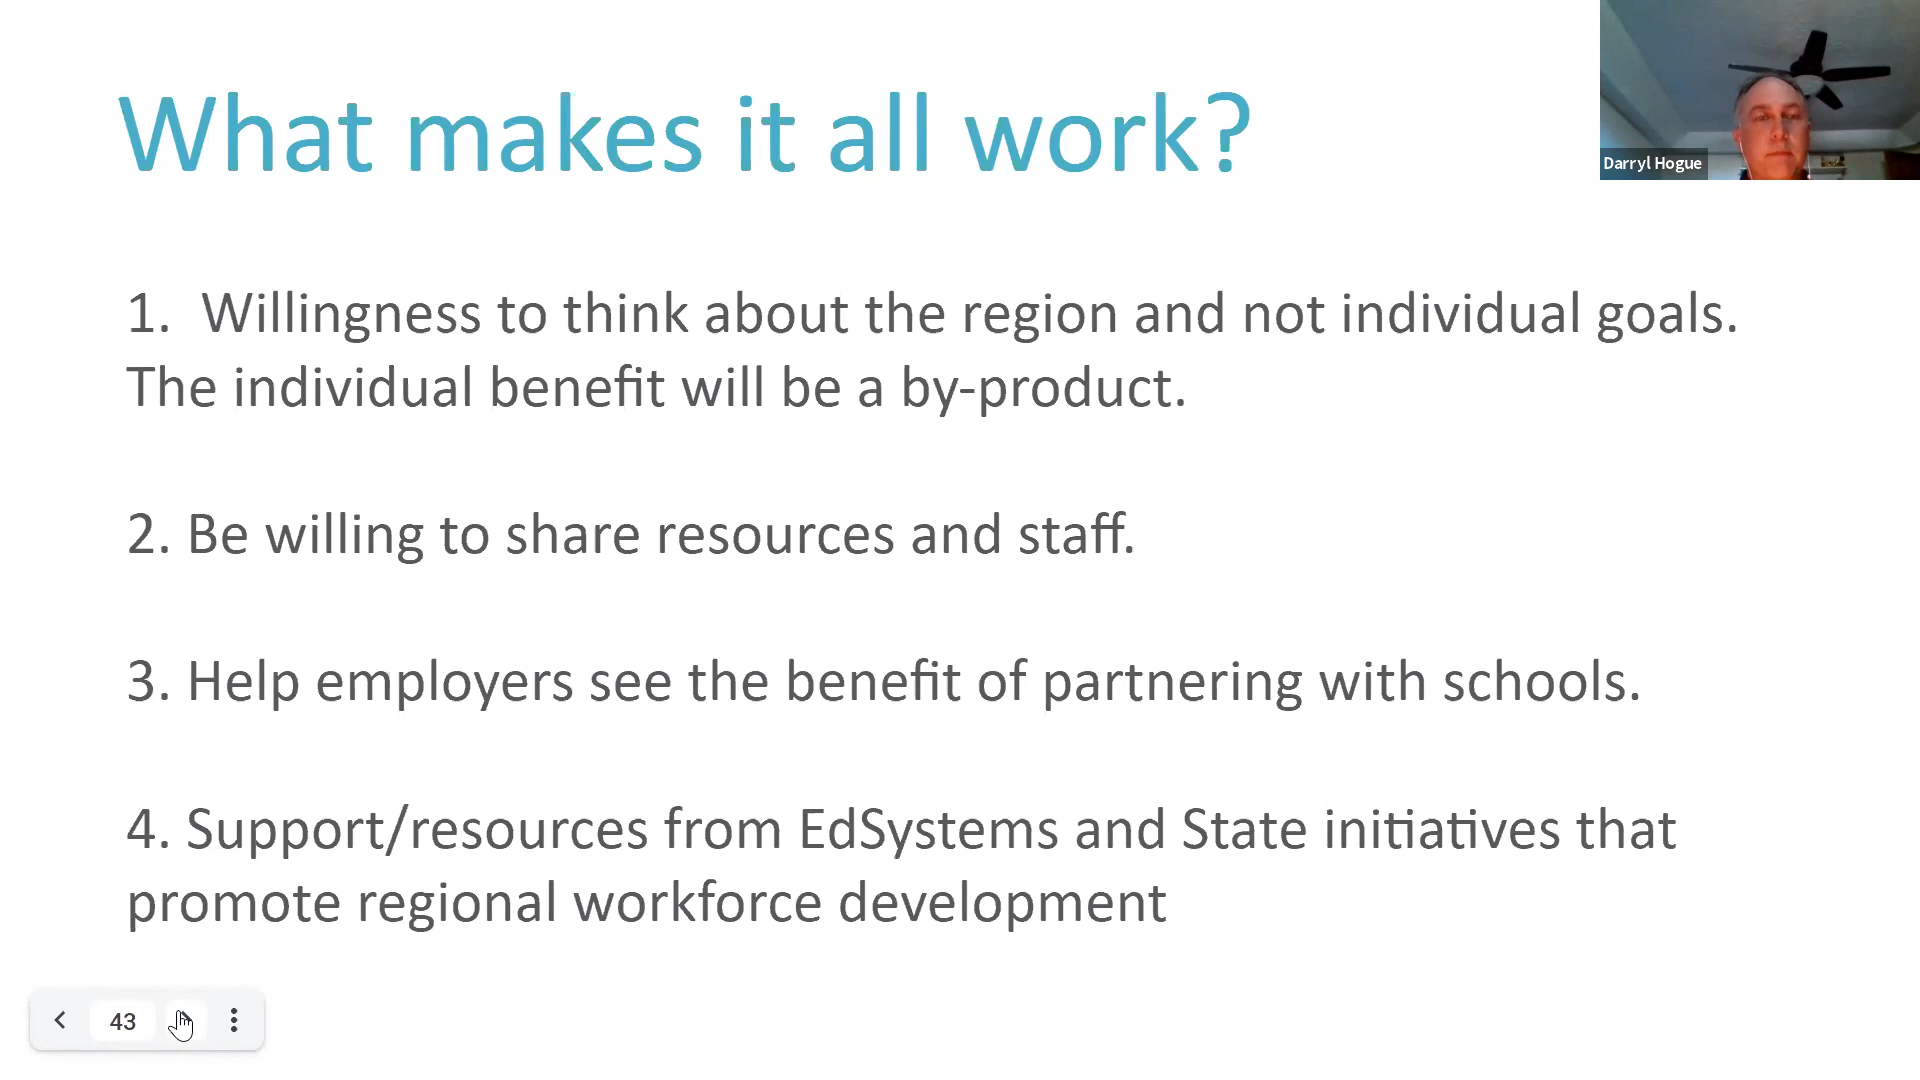 What makes it all work?
Darryl Hogue
1. Willingness to think about the region and not individual goals.
The individual benefit will be a by-product.
2. Be willing to share resources and staff.
3. Help employers see the benefit of partnering with schools.
4. Support/resources from EdSystems and State initiatives that
promote regional workforce development
43